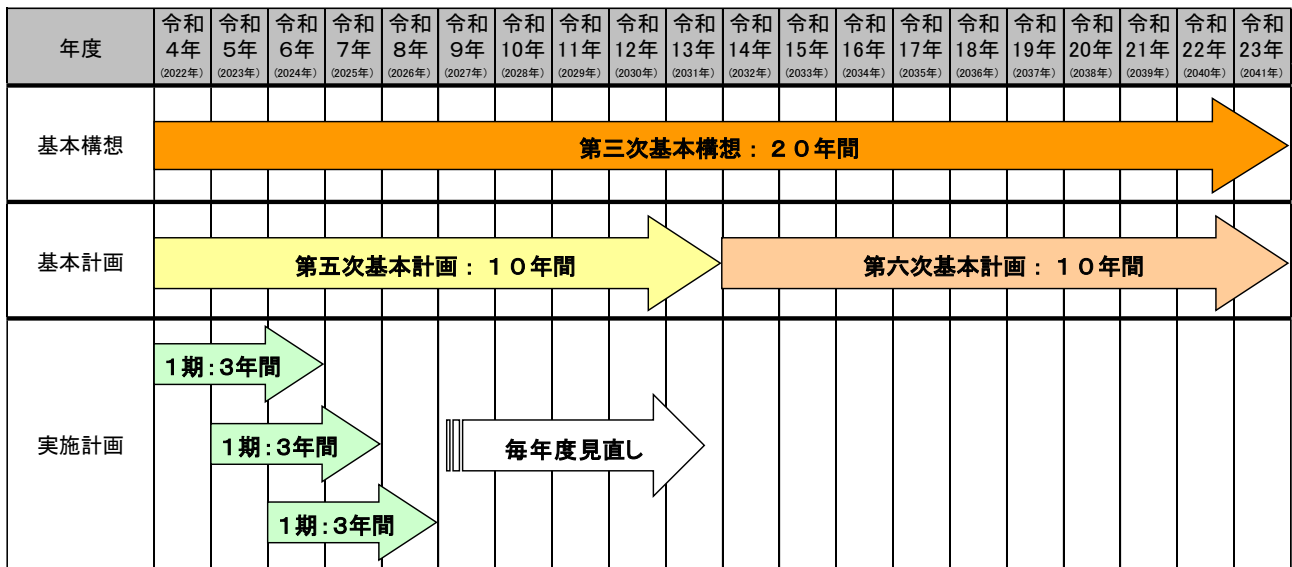 年度
令和4年(2022年)
令和5年(2023年)
令和6年(2024年)
令和7年(2025年)
令和8年(2026年)
令和9年(2027年)
令和10年(2028年)
令和11年(2029年)
令和12年(2030年)
令和13年(2031年)
令和14年(2032年)
令和15年(2033年)
令和16年(2034年)
令和17年(2035年)
令和18年(2036年)
令和19年(2037年)
令和20年(2038年)
令和21年(2039年)
令和22年(2040年)
令和23年(2041年)
基本構想
第三次基本構想：２０年間
基本計画
第五次基本計画：１０年間
第六次基本計画：１０年間
実施計画
１期：３年間
１期：３年間
１期：３年間
毎年度見直し